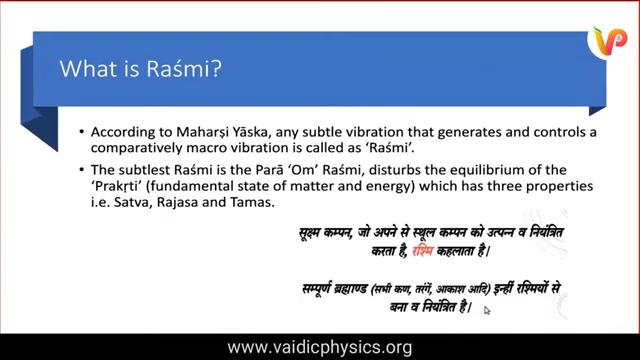 VP
What is Raśmi?
• According to Maharṣi Yāska, any subtle vibration that generates and controls a
comparatively macro vibration is called as ‘Raśmi’.
• The subtlest Raśmi is the Parā ‘Om’ Raśmi, disturbs the equilibrium of the
‘Prakṛti’ (fundamental state of matter and energy) which has three properties
i.e. Satva, Rajasa and Tamas.
सूक्ष्म कम्पन, जो अपने से स्थूल कम्पन को उत्पन्न व नियंत्रित
करता है, रश्मि कहलाता है।
सम्पूर्ण ब्रह्माण्ड (सभी कण, तरंगें, आकाश आदि) इन्हीं रश्मियों से
बना व नियंत्रित है।
www.vaidicphysics.org